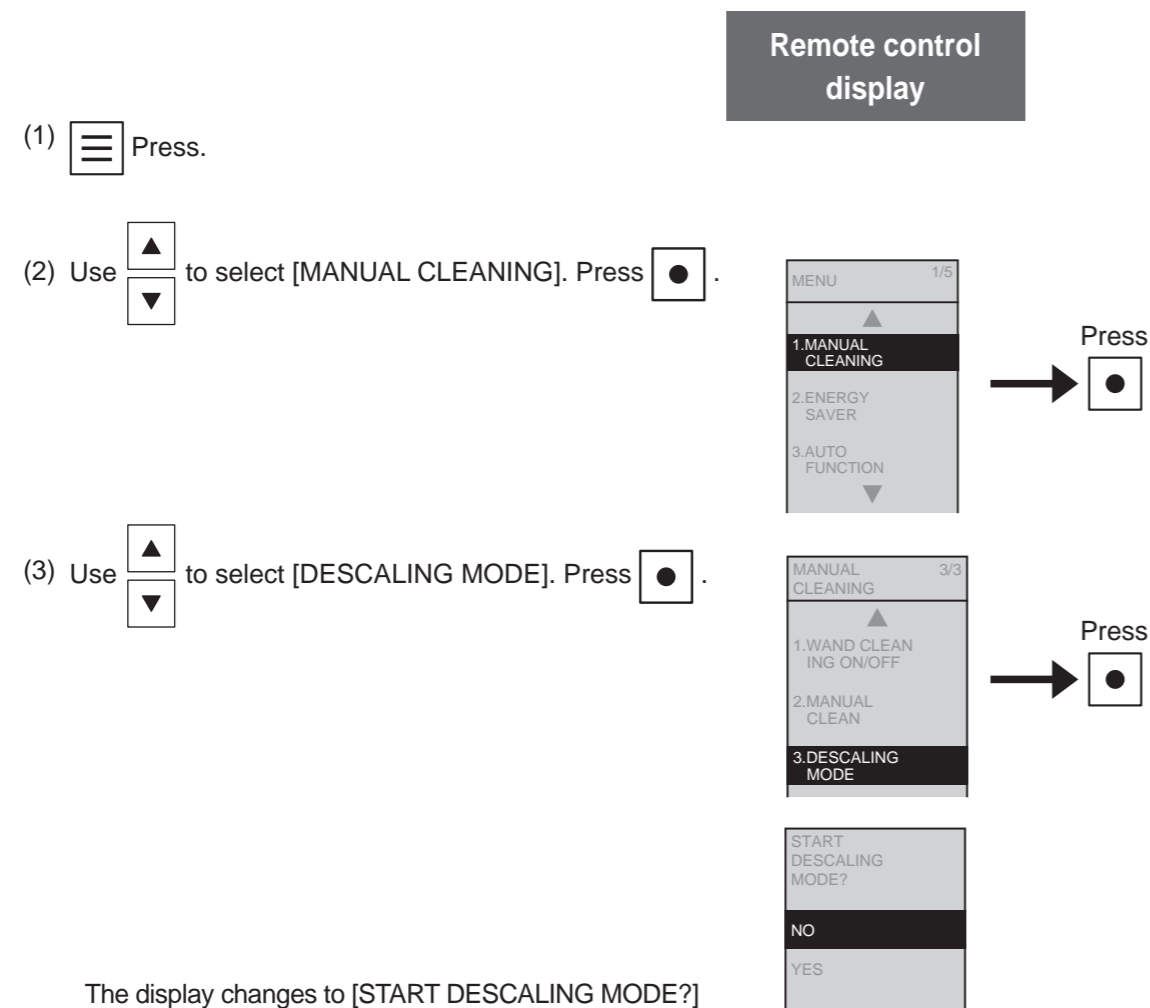 Remote control
display
(1) Press.
(2) Use to select [MANUAL CLEANING]. Press .
MENU 1/5
1.MANUAL
CLEANING
2.ENERGY
SAVER
3.AUTO
FUNCTION
Press
(3) Use to select [DESCALING MODE]. Press .
MANUAL 3/3
CLEANING
1.WAND CLEAN
ING ON/OFF
2.MANUAL
CLEAN
3.DESCALING
MODE
Press
START
DESCALING
MODE?
NO
YES
The display changes to [START DESCALING MODE?]